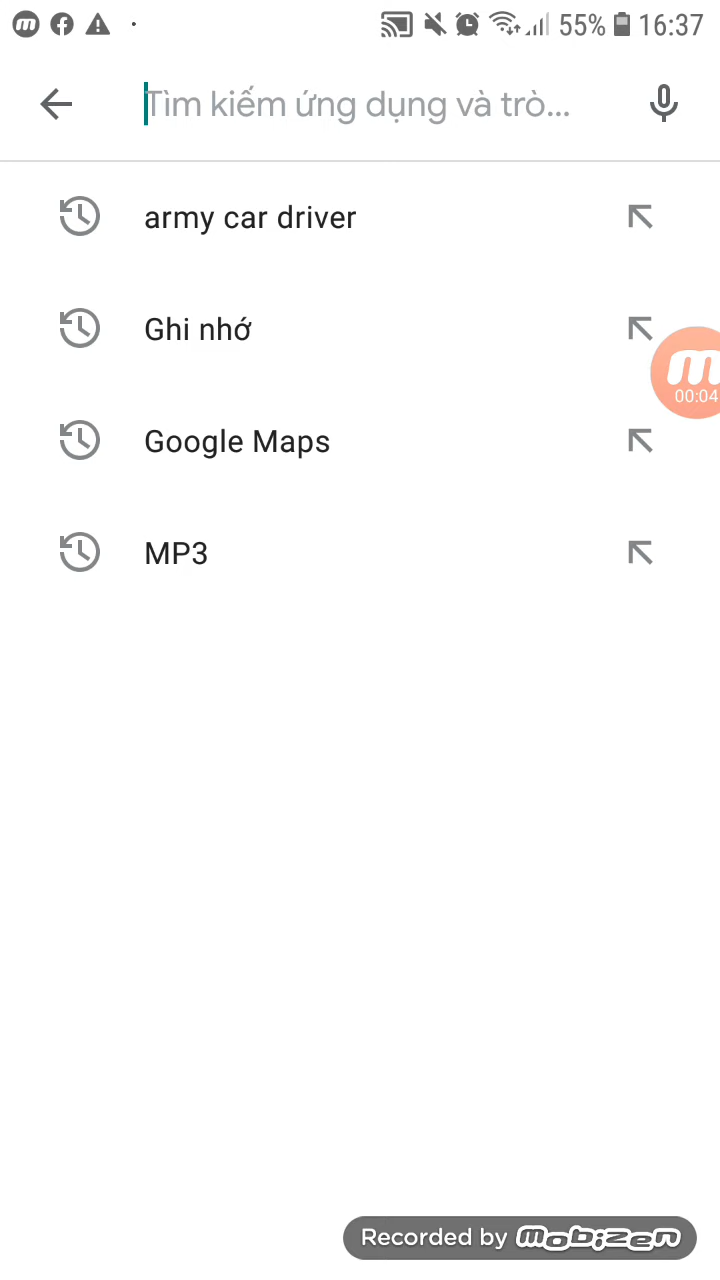 55% 16:37
Tìm kiếm ứng dụng và trò...
army car driver
Ghi nhớ
00:04
Google Maps
MP3
Recorded by mobizen